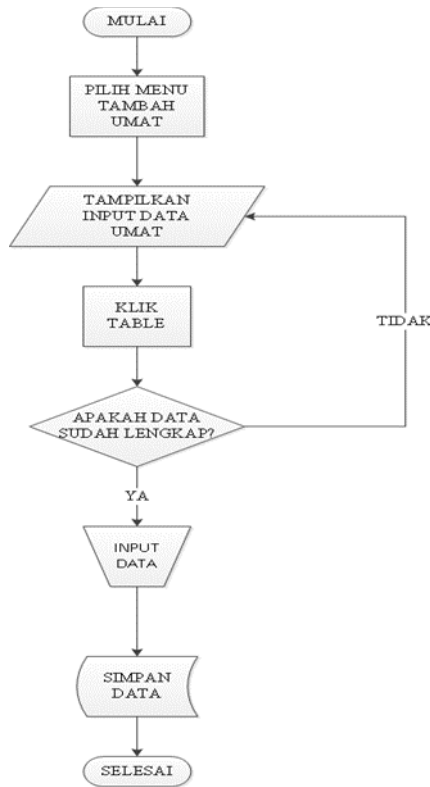 MULAI
PILIH MENU
TAMBAH
UMAT
TAMPILKAN
INPUT DATA
UMAT
KLIK
TABLE
TIDAK
APAKAH DATA
SUDAH LENGKAP?
YA
INPUT
DATA
SIMPAN
DATA
SELESAI